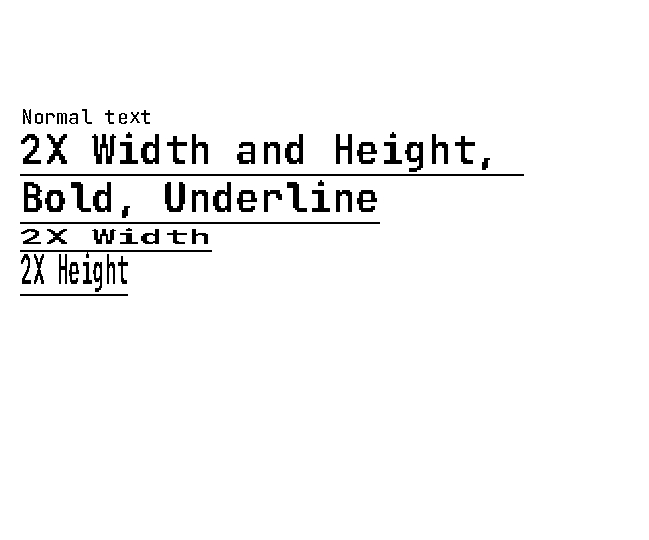 Normal text
2X Width and Height,
Bold, Underline
2X Width
2X Height